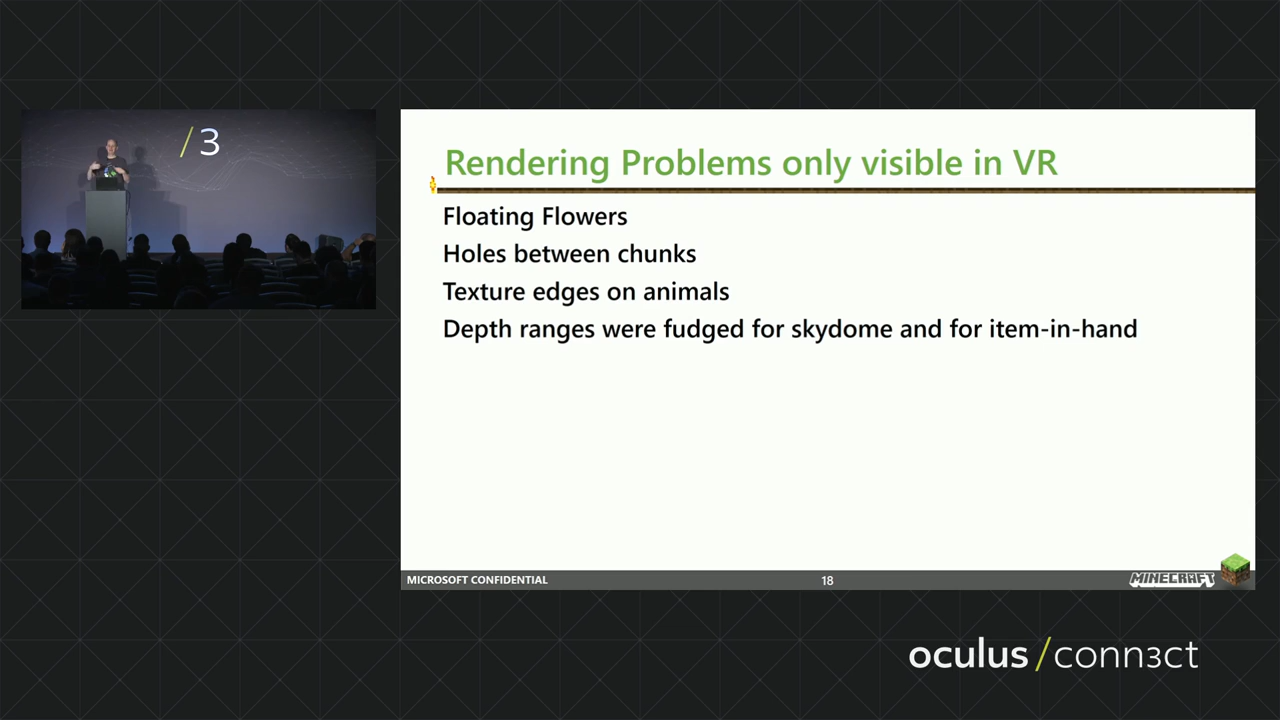 /3
Rendering Problems only visible in VR
Floating Flowers
Holes between chunks
Texture edges on animals
Depth ranges were fudged for skydome and for item-in-hand
MICROSOFT CONFIDENTIAL
18
MINECRAFT
oculus /conn3ct